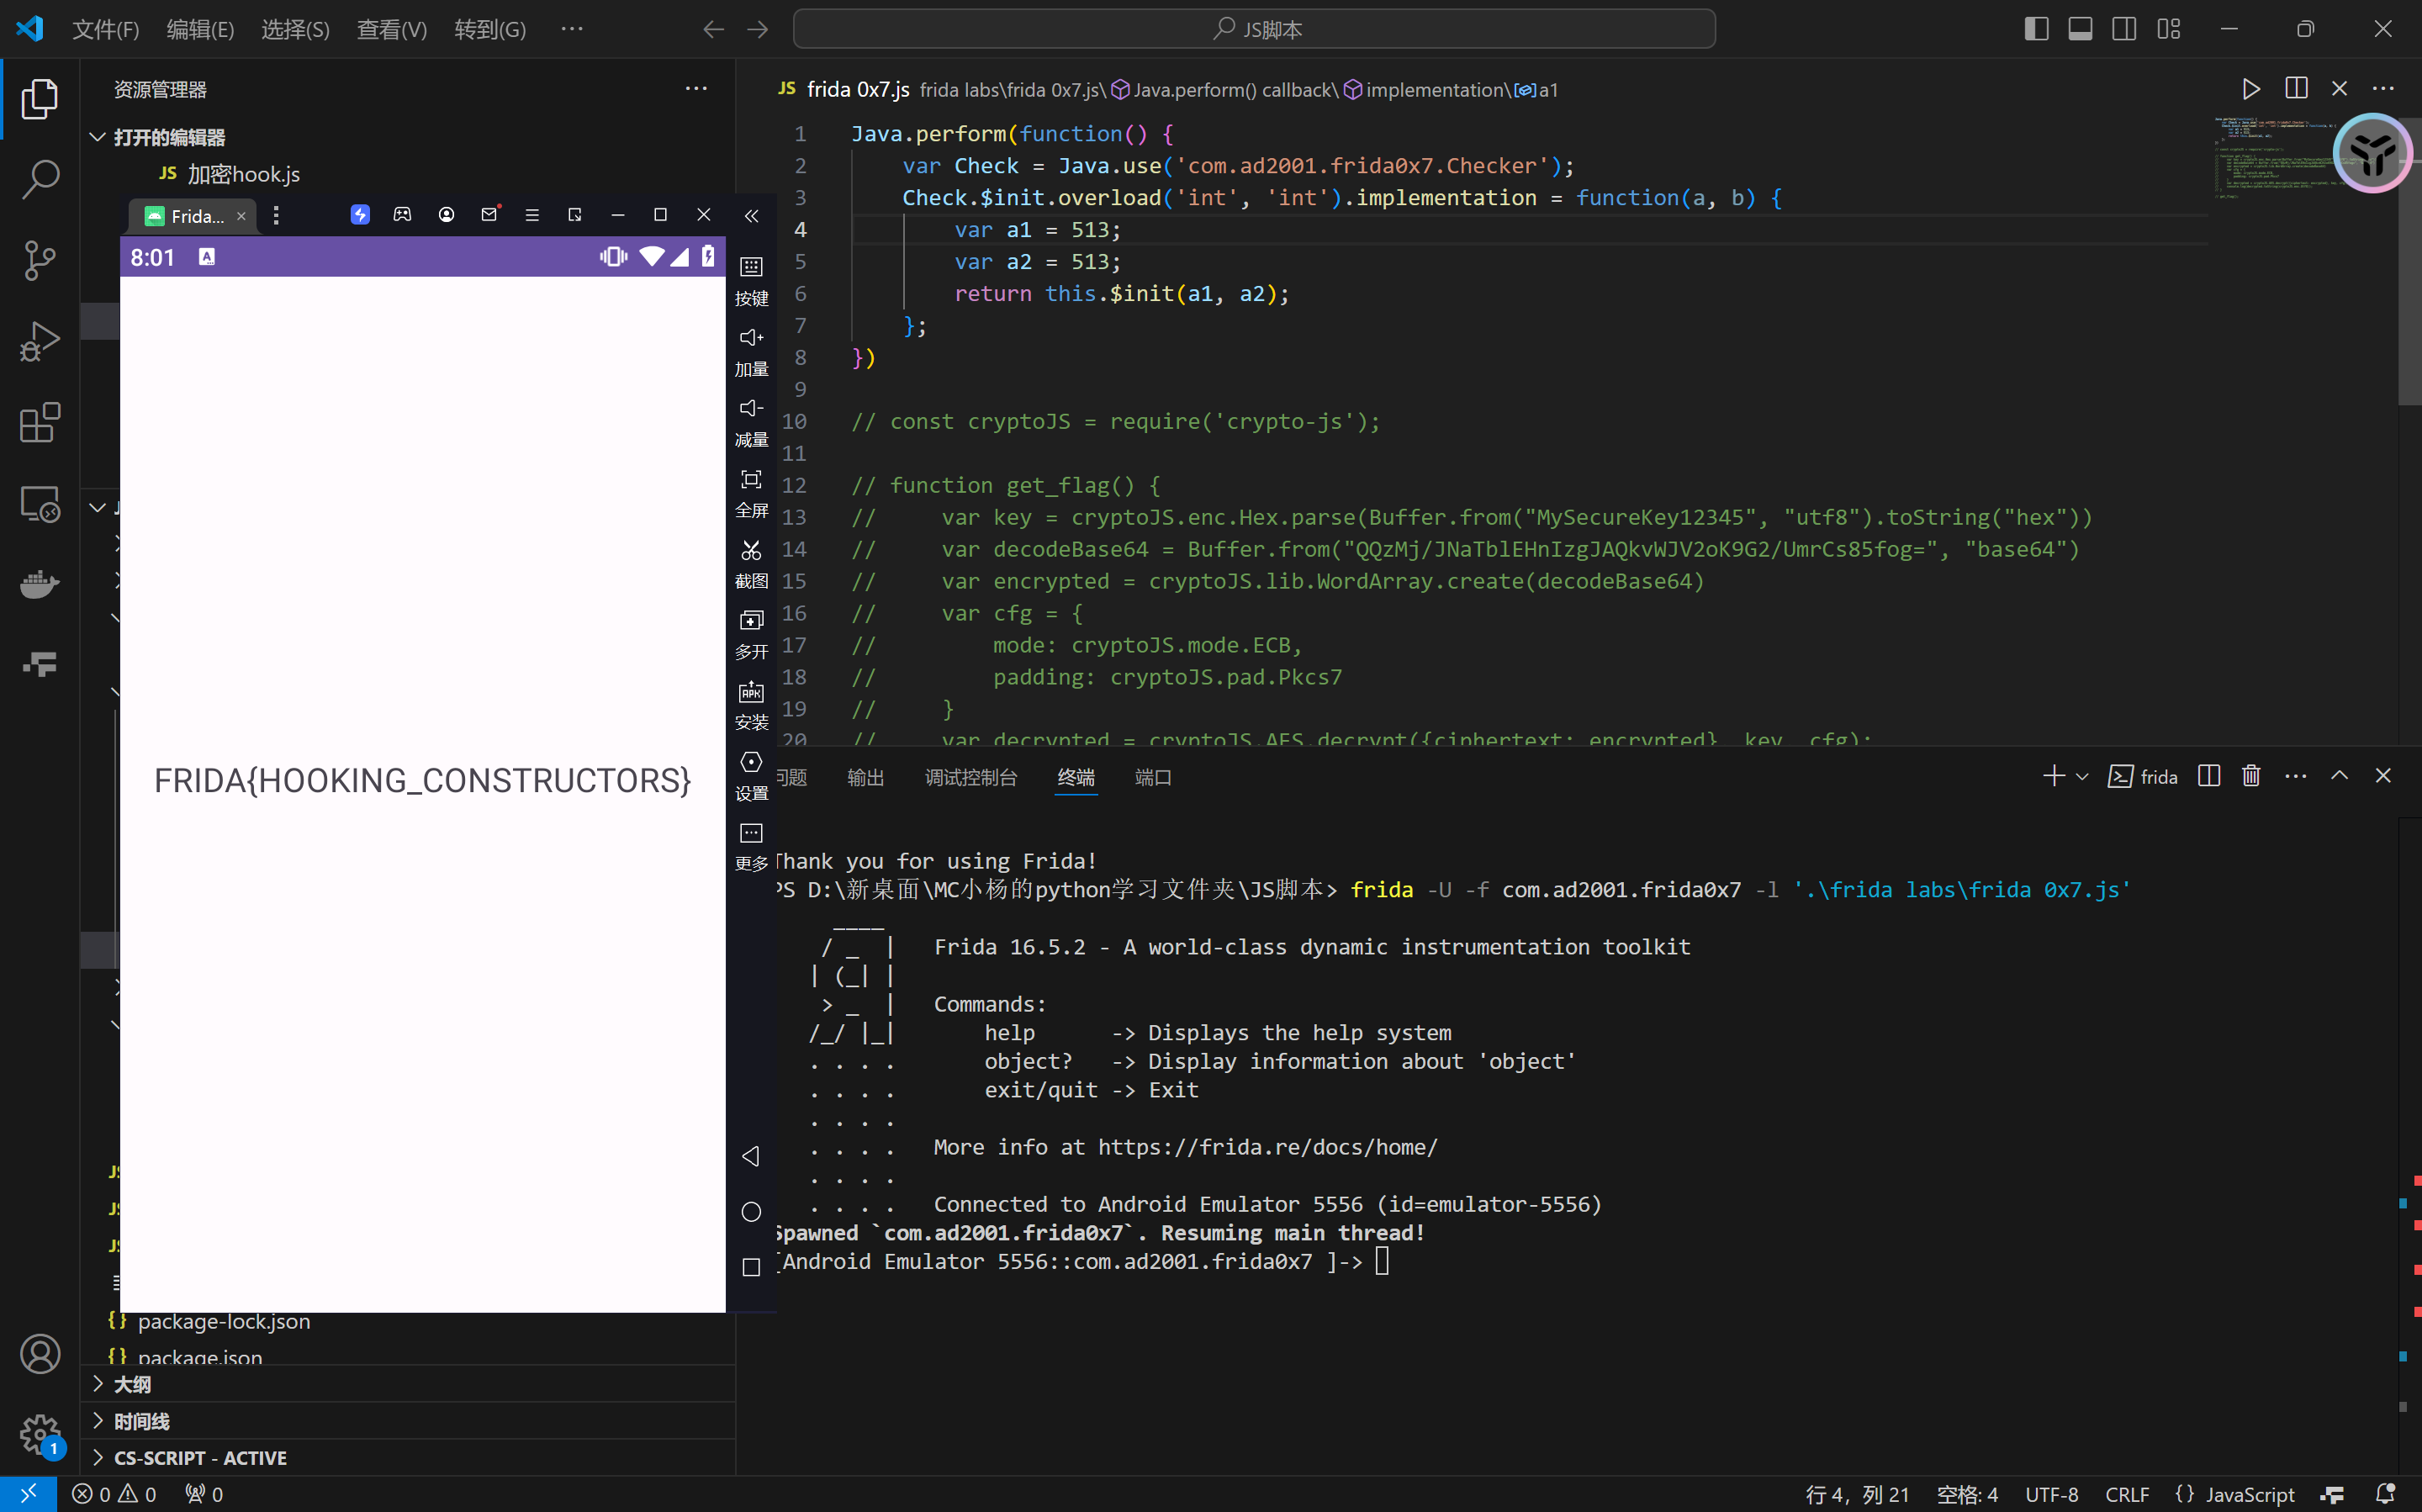 文件(F) 编辑(E) 选择(S) 查看(V) 转到(G) ···
JS脚本
资源管理器
打开的编辑器
JS 加密hook.js
Frida...
8:01
按键
加量
减量
全屏
截图
多开
APK
安装
设置
更多
FRIDA{HOOKING_CONSTRUCTORS}
package-lock.json
package.json
大纲
时间线
CS-SCRIPT - ACTIVE
JS frida 0x7.js frida labs\frida 0x7.js\ Java.perform() callback\ implementation\ a1
1 Java.perform(function() {
2 var Check = Java.use('com.ad2001.frida0x7.Checker');
3 Check.$init.overload('int', 'int').implementation = function(a, b) {
4 var a1 = 513;
5 var a2 = 513;
6 return this.$init(a1, a2);
7 };
8 })
9
10 // const cryptoJS = require('crypto-js');
11
12 // function get_flag() {
13 // var key = cryptoJS.enc.Hex.parse(Buffer.from("MySecureKey12345", "utf8").toString("hex"))
14 // var decodeBase64 = Buffer.from("QQzMj/JNaTblEHnIzgJAQkvWJV2oK9G2/UmrCs85fog=", "base64")
15 // var encrypted = cryptoJS.lib.WordArray.create(decodeBase64)
16 // var cfg = {
17 // mode: cryptoJS.mode.ECB,
18 // padding: cryptoJS.pad.Pkcs7
19 // }
20 // var decrypted = cryptoJS.AES.decrypt({ciphertext: encrypted}, key, cfg);
问题 输出 调试控制台 终端 端口
frida
Thank you for using Frida!
PS D:\新桌面\MC小杨的python学习文件夹\JS脚本> frida -U -f com.ad2001.frida0x7 -l '.\frida labs\frida 0x7.js'
____
/ _ | Frida 16.5.2 - A world-class dynamic instrumentation toolkit
| (_| |
> _ | Commands:
/_/ |_| help -> Displays the help system
. . . . object? -> Display information about 'object'
. . . . exit/quit -> Exit
. . . .
. . . . More info at https://frida.re/docs/home/
. . . .
. . . . Connected to Android Emulator 5556 (id=emulator-5556)
Spawned `com.ad2001.frida0x7`. Resuming main thread!
[Android Emulator 5556::com.ad2001.frida0x7 ]->
1
0 0 0
行 4，列 21 空格: 4 UTF-8 CRLF {} JavaScript